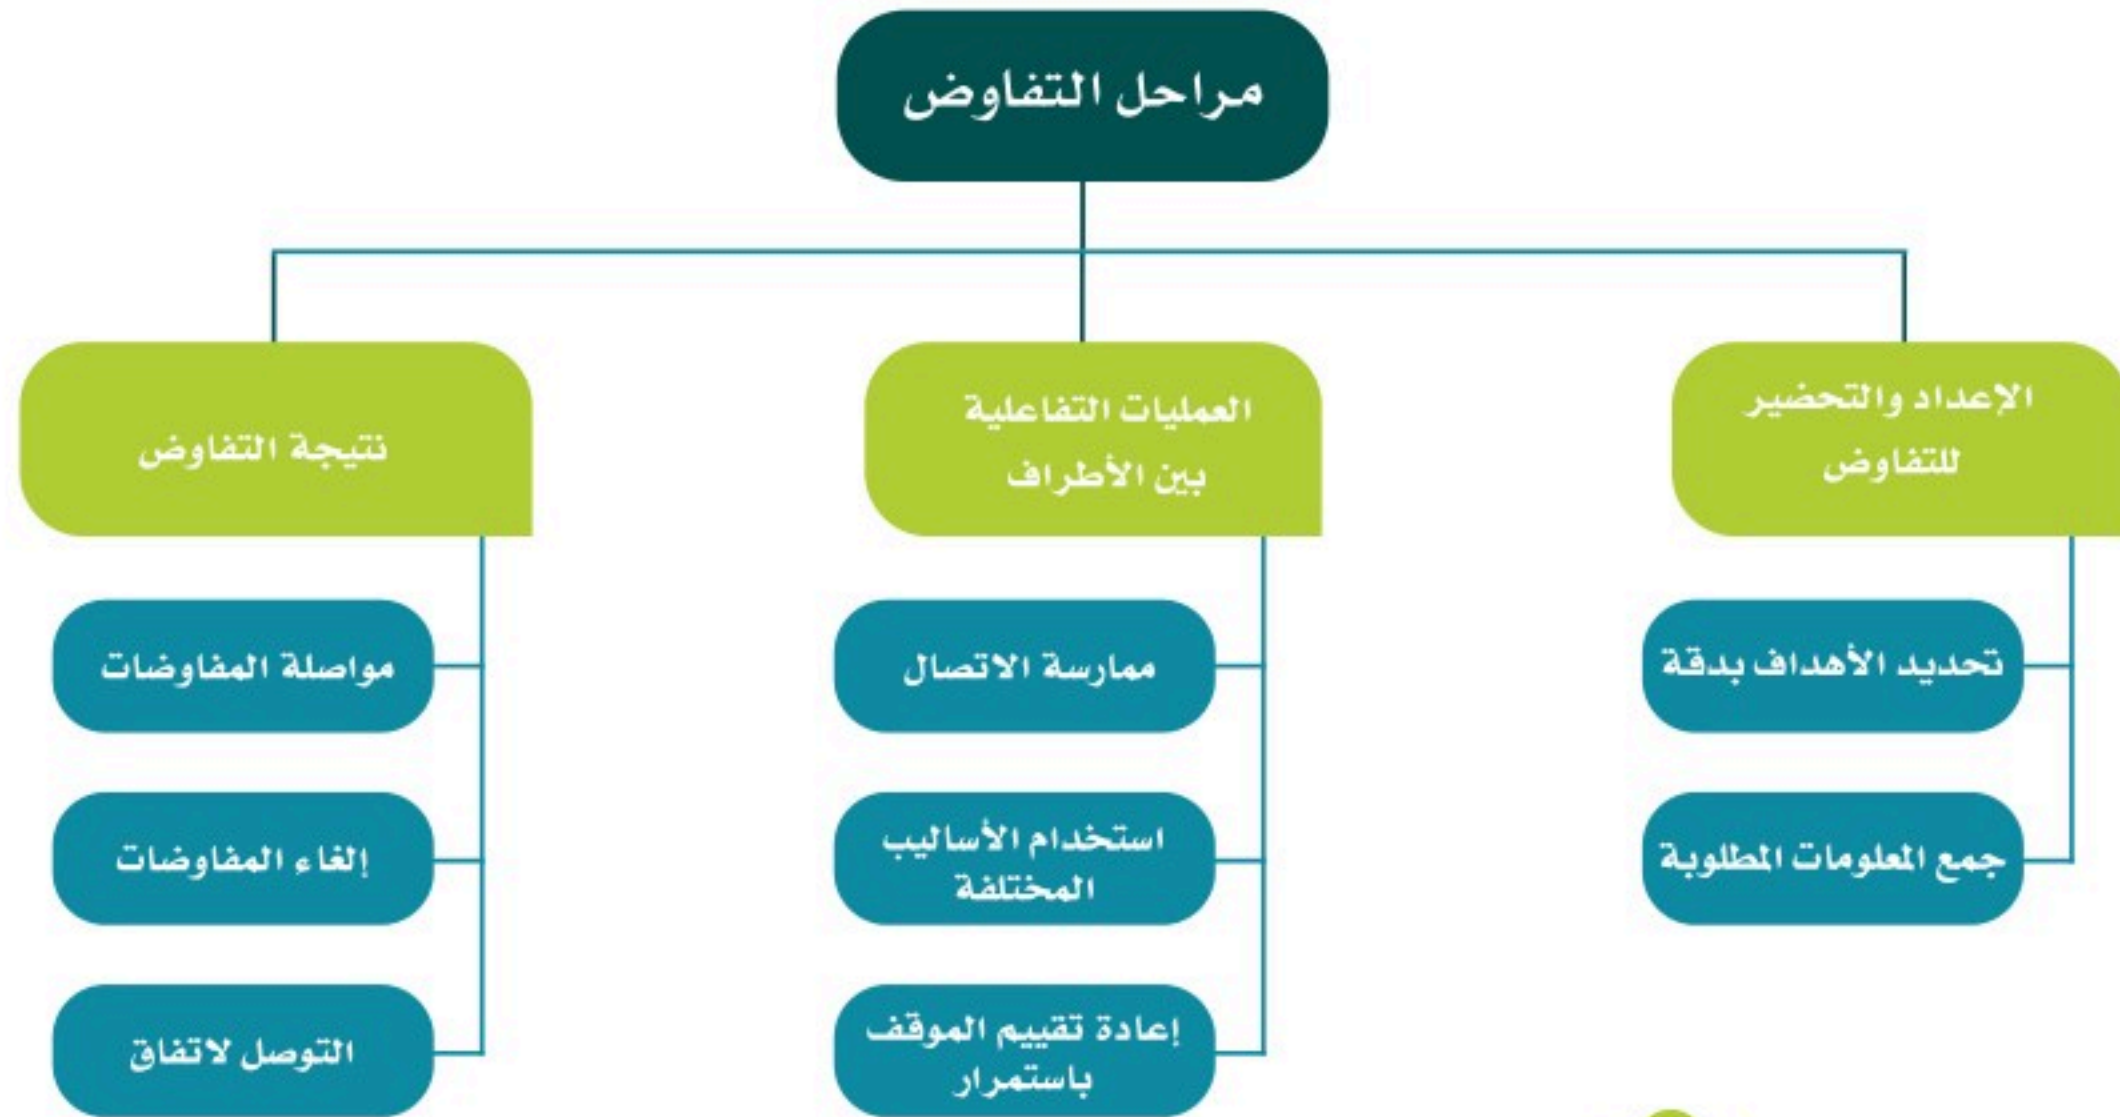 مراحل التفاوض
الإعداد والتحضير
للتفاوض
تحديد الأهداف بدقة
جمع المعلومات المطلوبة
العمليات التفاعلية
بين الأطراف
ممارسة الاتصال
استخدام الأساليب
المختلفة
إعادة تقييم الموقف
باستمرار
نتيجة التفاوض
مواصلة المفاوضات
إلغاء المفاوضات
التوصل لاتفاق